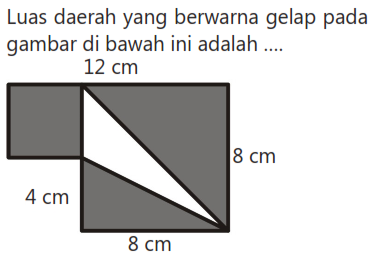 Luas daerah yang berwarna gelap pada
gambar di bawah ini adalah ....
12 cm
8 cm
4 cm
8 cm